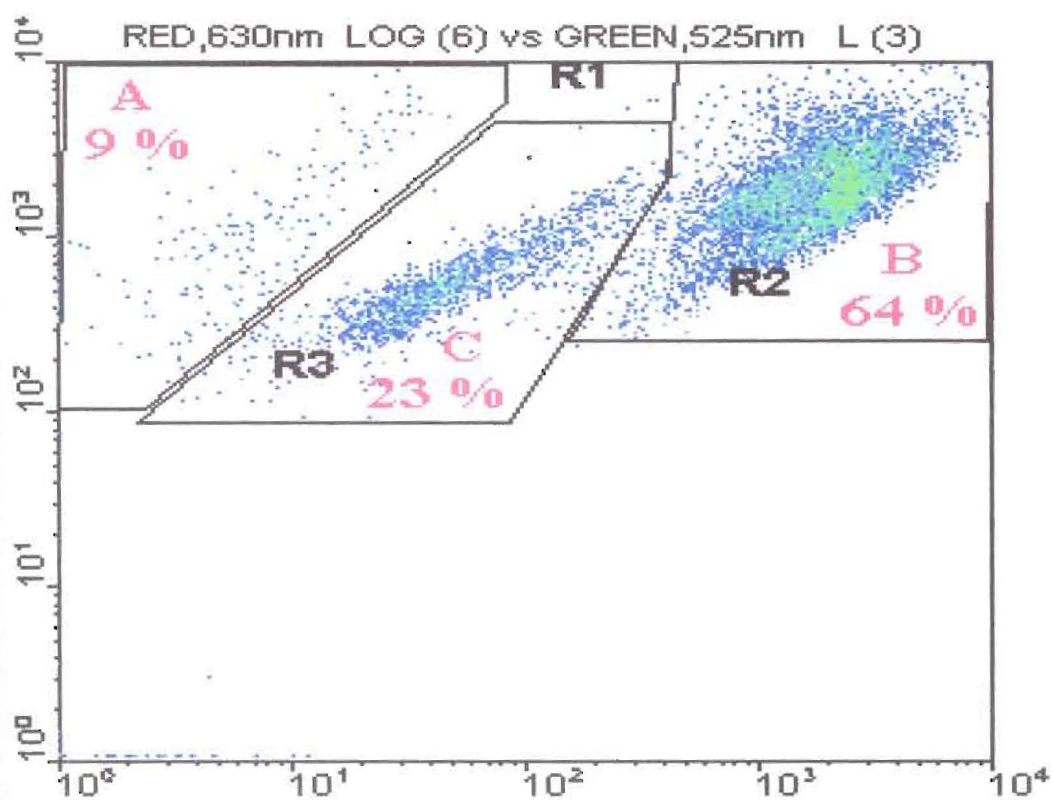 RED,630nm LOG (6) vs GREEN,525nm L (3)
10⁴
R1
A
9 %
10³
B
R2
64 %
C
R3
23 %
10²
10¹
10⁰
10⁰ 10¹ 10² 10³ 10⁴